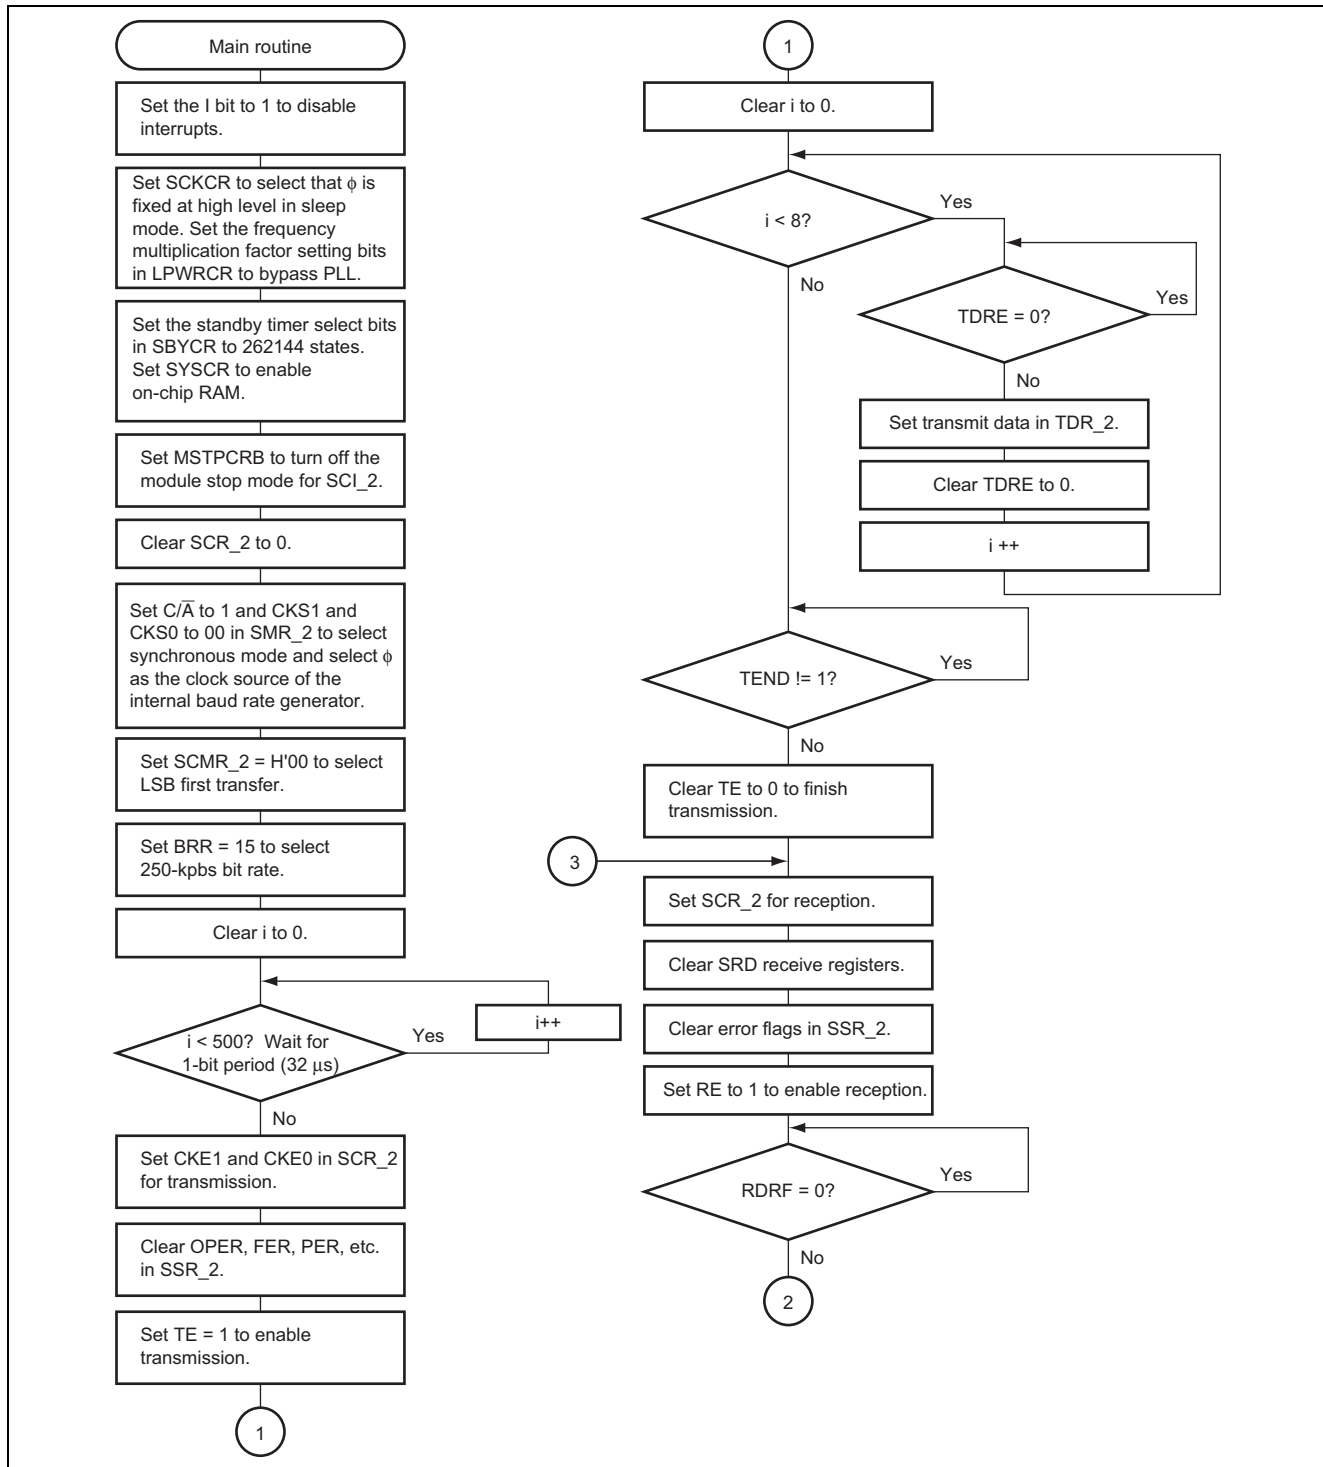 Main routine
Set the I bit to 1 to disable
interrupts.
Set SCKCR to select that ϕ is
fixed at high level in sleep
mode. Set the frequency
multiplication factor setting bits
in LPWRCR to bypass PLL.
Set the standby timer select bits
in SBYCR to 262144 states.
Set SYSCR to enable
on-chip RAM.
Set MSTPCRB to turn off the
module stop mode for SCI_2.
Clear SCR_2 to 0.
Set C/A̅ to 1 and CKS1 and
CKS0 to 00 in SMR_2 to select
synchronous mode and select ϕ
as the clock source of the
internal baud rate generator.
Set SCMR_2 = H'00 to select
LSB first transfer.
Set BRR = 15 to select
250-kpbs bit rate.
Clear i to 0.
i++
i < 500? Wait for
1-bit period (32 μs)
Yes
No
Set CKE1 and CKE0 in SCR_2
for transmission.
Clear OPER, FER, PER, etc.
in SSR_2.
Set TE = 1 to enable
transmission.
1
1
Clear i to 0.
i < 8?
Yes
No
TDRE = 0?
Yes
No
Set transmit data in TDR_2.
Clear TDRE to 0.
i ++
TEND != 1?
Yes
No
Clear TE to 0 to finish
transmission.
3
Set SCR_2 for reception.
Clear SRD receive registers.
Clear error flags in SSR_2.
Set RE to 1 to enable reception.
RDRF = 0?
Yes
No
2